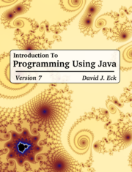 Introduction To
Programming Using Java
Version 7 David J. Eck